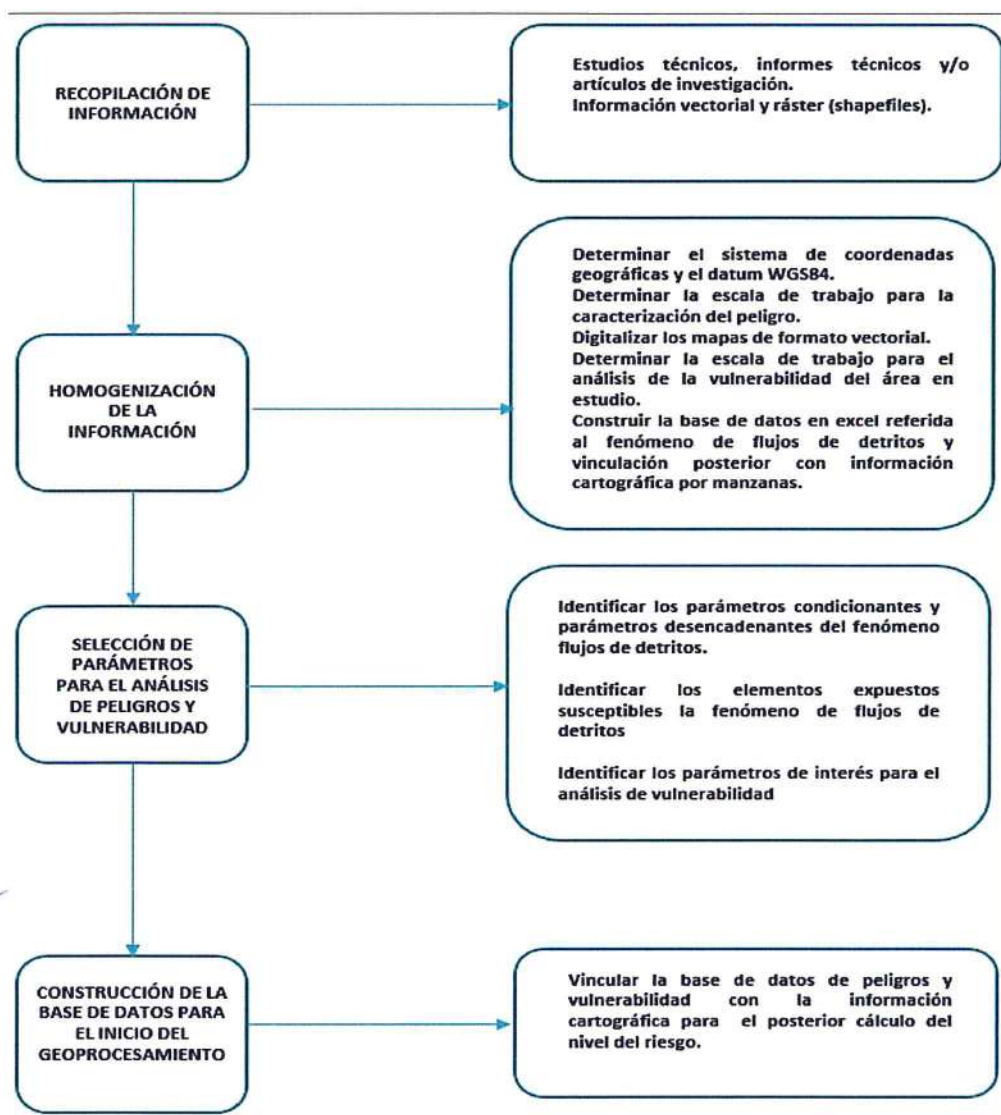 RECOPILACIÓN DE
INFORMACIÓN
Estudios técnicos, informes técnicos y/o
artículos de investigación.
Información vectorial y ráster (shapefiles).
HOMOGENIZACIÓN
DE LA
INFORMACIÓN
Determinar el sistema de coordenadas
geográficas y el datum WGS84.
Determinar la escala de trabajo para la
caracterización del peligro.
Digitalizar los mapas de formato vectorial.
Determinar la escala de trabajo para el
análisis de la vulnerabilidad del área en
estudio.
Construir la base de datos en excel referida
al fenómeno de flujos de detritos y
vinculación posterior con información
cartográfica por manzanas.
SELECCIÓN DE
PARÁMETROS
PARA EL ANÁLISIS
DE PELIGROS Y
VULNERABILIDAD
Identificar los parámetros condicionantes y
parámetros desencadenantes del fenómeno
flujos de detritos.
Identificar los elementos expuestos
susceptibles la fenómeno de flujos de
detritos
Identificar los parámetros de interés para el
análisis de vulnerabilidad
CONSTRUCCIÓN DE LA
BASE DE DATOS PARA
EL INICIO DEL
GEOPROCESAMIENTO
Vincular la base de datos de peligros y
vulnerabilidad con la información
cartográfica para el posterior cálculo del
nivel del riesgo.